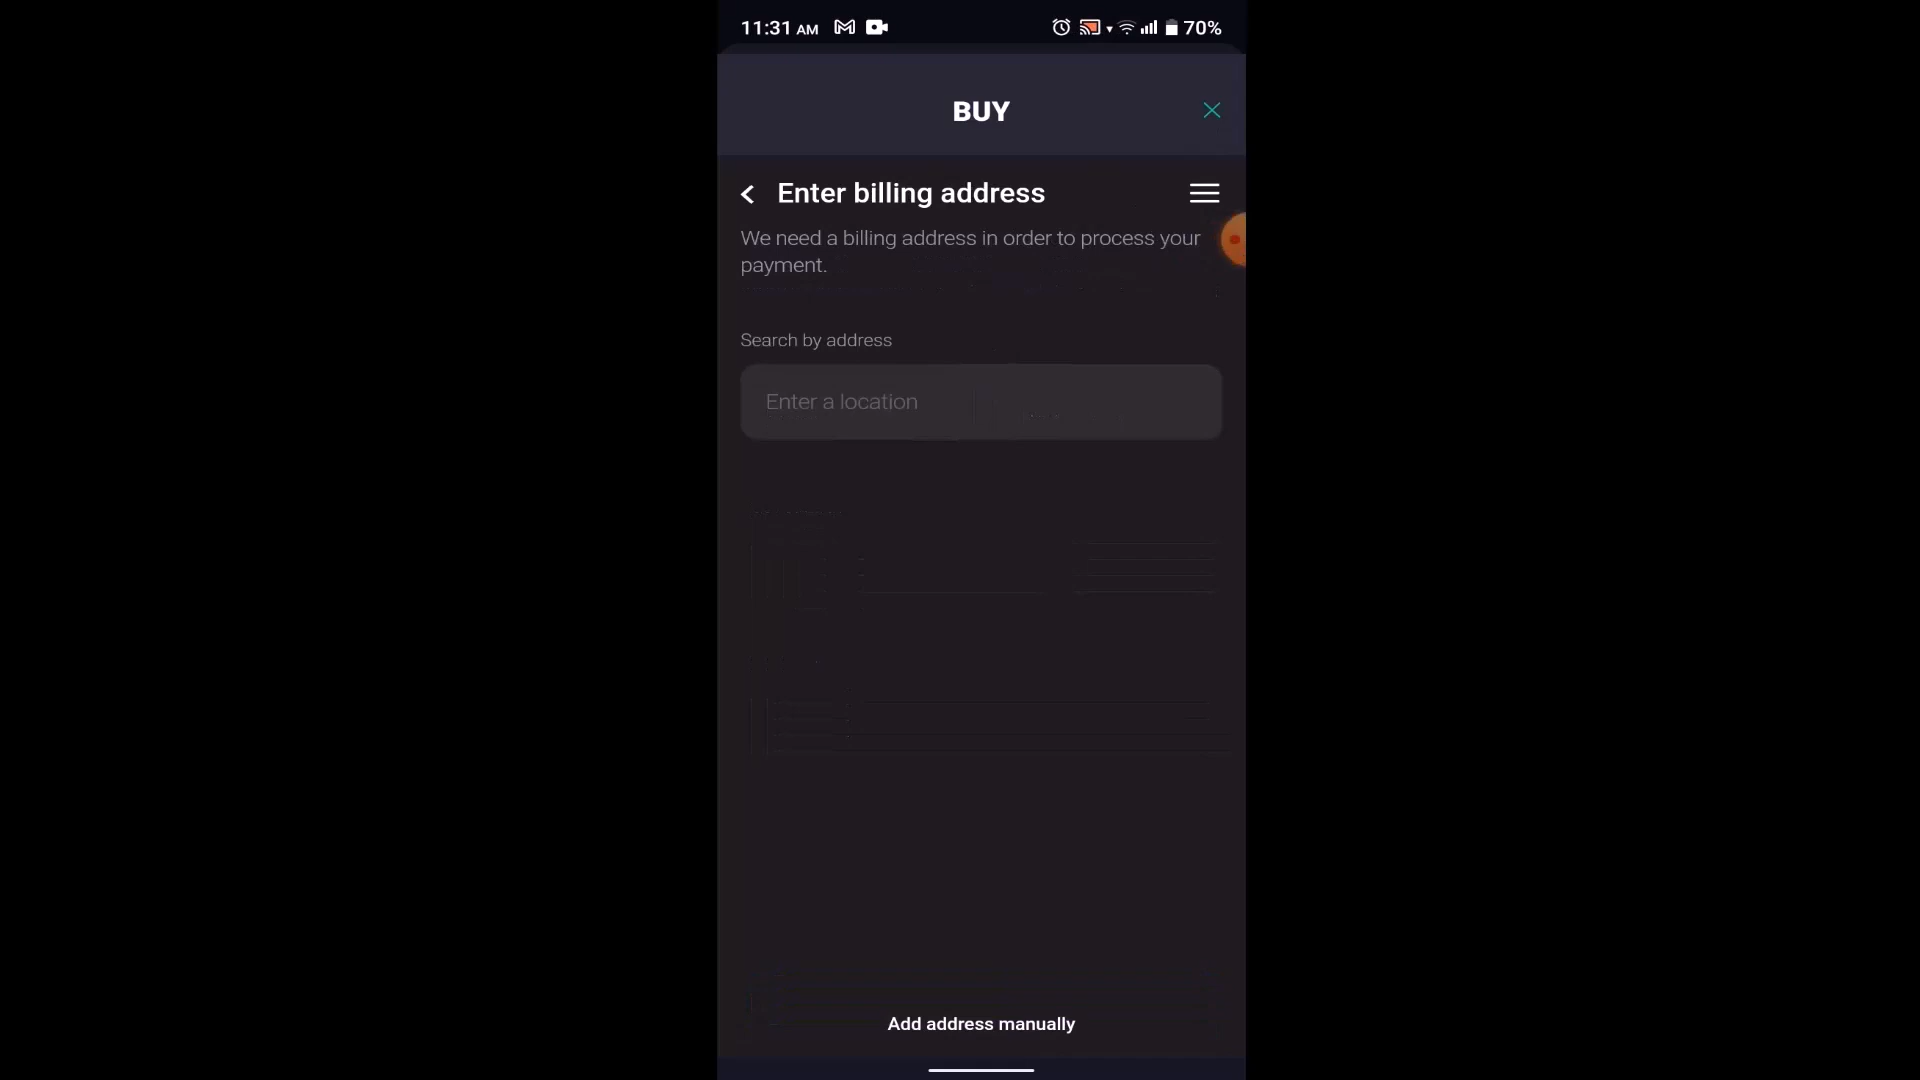 11:31 AM 70%
BUY
Enter billing address
We need a billing address in order to process your
payment.
Search by address
Enter a location
Add address manually